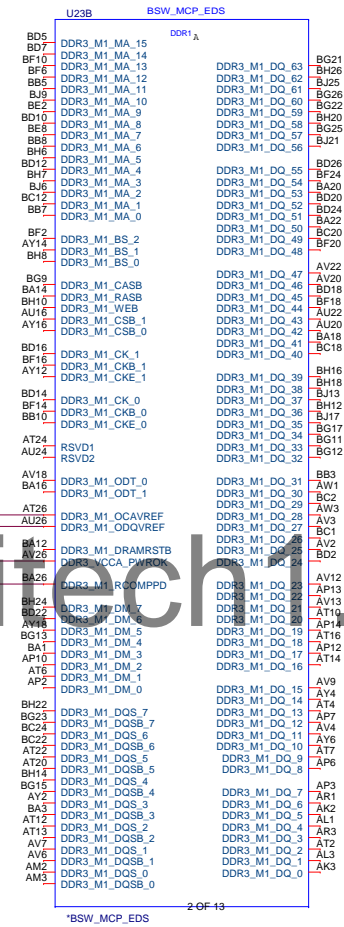 U23B
BSW_MCP_EDS
DDR1
A
BD5 DDR3_M1_MA_15
BD7 DDR3_M1_MA_14
BF10 DDR3_M1_MA_13
BF6 DDR3_M1_MA_12
BB5 DDR3_M1_MA_11
BJ9 DDR3_M1_MA_10
BE2 DDR3_M1_MA_9
BD10 DDR3_M1_MA_8
BE8 DDR3_M1_MA_7
BB8 DDR3_M1_MA_6
BH6 DDR3_M1_MA_5
BD12 DDR3_M1_MA_4
BH7 DDR3_M1_MA_3
BJ6 DDR3_M1_MA_2
BC12 DDR3_M1_MA_1
BB7 DDR3_M1_MA_0
BF2 DDR3_M1_BS_2
AY14 DDR3_M1_BS_1
BH8 DDR3_M1_BS_0
BG9 DDR3_M1_CASB
BA14 DDR3_M1_RASB
BH10 DDR3_M1_WEB
AU16 DDR3_M1_CSB_1
AY16 DDR3_M1_CSB_0
BD16 DDR3_M1_CK_1
BF16 DDR3_M1_CKB_1
AY12 DDR3_M1_CKE_1
BD14 DDR3_M1_CK_0
BF14 DDR3_M1_CKB_0
BB10 DDR3_M1_CKE_0
AT24 RSVD1
AU24 RSVD2
AV18 DDR3_M1_ODT_0
BA16 DDR3_M1_ODT_1
AT26 DDR3_M1_OCAVREF
AU26 DDR3_M1_ODQVREF
BA12 DDR3_M1_DRAMRSTB
AV26 DDR3_VCCA_PWROK
BA26 DDR3_M1_RCOMPPD
BH24 DDR3_M1_DM_7
BD22 DDR3_M1_DM_6
AY18 DDR3_M1_DM_5
BG13 DDR3_M1_DM_4
BA1 DDR3_M1_DM_3
AP10 DDR3_M1_DM_2
AT6 DDR3_M1_DM_1
AP2 DDR3_M1_DM_0
BH22 DDR3_M1_DQS_7
BG23 DDR3_M1_DQSB_7
BC24 DDR3_M1_DQS_6
BC22 DDR3_M1_DQSB_6
AT22 DDR3_M1_DQS_5
AT20 DDR3_M1_DQSB_5
BH14 DDR3_M1_DQS_4
BG15 DDR3_M1_DQSB_4
AY2 DDR3_M1_DQS_3
BA3 DDR3_M1_DQSB_3
AT12 DDR3_M1_DQS_2
AT13 DDR3_M1_DQSB_2
AV7 DDR3_M1_DQS_1
AV6 DDR3_M1_DQSB_1
AM2 DDR3_M1_DQS_0
AM3 DDR3_M1_DQSB_0
DDR3_M1_DQ_63 BG21
DDR3_M1_DQ_62 BH26
DDR3_M1_DQ_61 BJ25
DDR3_M1_DQ_60 BG26
DDR3_M1_DQ_59 BG22
DDR3_M1_DQ_58 BH20
DDR3_M1_DQ_57 BG25
DDR3_M1_DQ_56 BJ21
DDR3_M1_DQ_55 BD26
DDR3_M1_DQ_54 BF24
DDR3_M1_DQ_53 BA20
DDR3_M1_DQ_52 BD20
DDR3_M1_DQ_51 BD24
DDR3_M1_DQ_50 BA22
DDR3_M1_DQ_49 BC20
DDR3_M1_DQ_48 BF20
DDR3_M1_DQ_47 AV22
DDR3_M1_DQ_46 AV20
DDR3_M1_DQ_45 BD18
DDR3_M1_DQ_44 BF18
DDR3_M1_DQ_43 AU22
DDR3_M1_DQ_42 AU20
DDR3_M1_DQ_41 BA18
DDR3_M1_DQ_40 BC18
DDR3_M1_DQ_39 BH16
DDR3_M1_DQ_38 BH18
DDR3_M1_DQ_37 BJ13
DDR3_M1_DQ_36 BH12
DDR3_M1_DQ_35 BJ17
DDR3_M1_DQ_34 BG17
DDR3_M1_DQ_33 BG11
DDR3_M1_DQ_32 BG12
DDR3_M1_DQ_31 BB3
DDR3_M1_DQ_30 AW1
DDR3_M1_DQ_29 BC2
DDR3_M1_DQ_28 AW3
DDR3_M1_DQ_27 AV3
DDR3_M1_DQ_26 BC1
DDR3_M1_DQ_25 AV2
DDR3_M1_DQ_24 BD2
DDR3_M1_DQ_23 AV12
DDR3_M1_DQ_22 AP13
DDR3_M1_DQ_21 AV13
DDR3_M1_DQ_20 AT10
DDR3_M1_DQ_19 AP14
DDR3_M1_DQ_18 AT16
DDR3_M1_DQ_17 AP12
DDR3_M1_DQ_16 AT14
DDR3_M1_DQ_15 AV9
DDR3_M1_DQ_14 AY4
DDR3_M1_DQ_13 AT4
DDR3_M1_DQ_12 AP7
DDR3_M1_DQ_11 AV4
DDR3_M1_DQ_10 AY6
DDR3_M1_DQ_9 AT7
DDR3_M1_DQ_8 AP6
DDR3_M1_DQ_7 AP3
DDR3_M1_DQ_6 AR1
DDR3_M1_DQ_5 AK2
DDR3_M1_DQ_4 AL1
DDR3_M1_DQ_3 AR3
DDR3_M1_DQ_2 AT2
DDR3_M1_DQ_1 AL3
DDR3_M1_DQ_0 AK3
itech1.
2 OF 13
*BSW_MCP_EDS